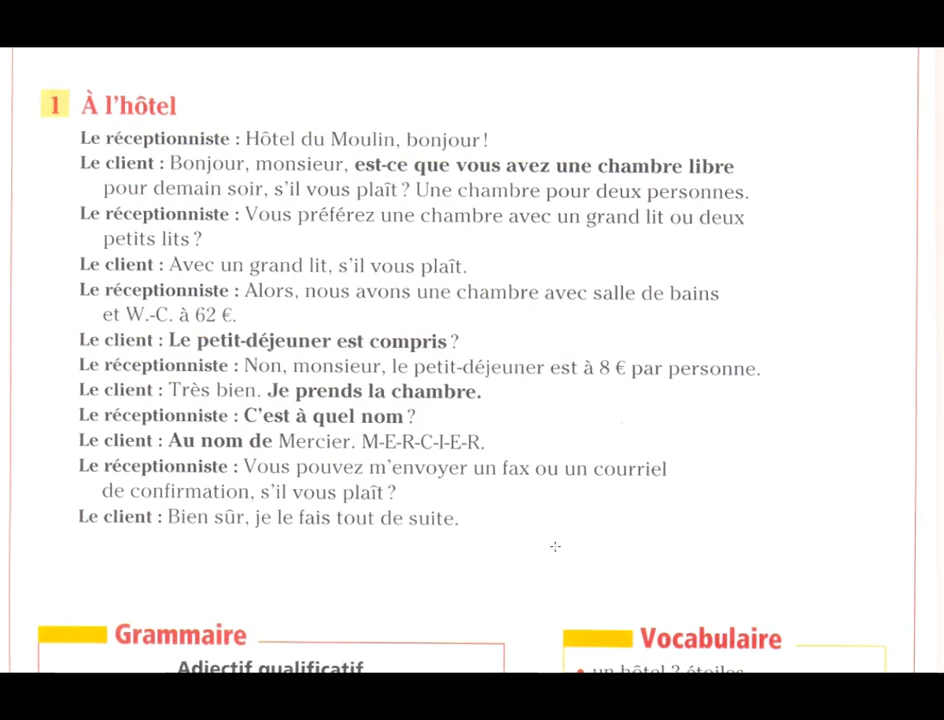 1 À l'hôtel
Le réceptionniste : Hôtel du Moulin, bonjour !
Le client : Bonjour, monsieur, est-ce que vous avez une chambre libre
pour demain soir, s'il vous plaît ? Une chambre pour deux personnes.
Le réceptionniste : Vous préférez une chambre avec un grand lit ou deux
petits lits ?
Le client : Avec un grand lit, s'il vous plaît.
Le réceptionniste : Alors, nous avons une chambre avec salle de bains
et W.-C. à 62 €.
Le client : Le petit-déjeuner est compris ?
Le réceptionniste : Non, monsieur, le petit-déjeuner est à 8 € par personne.
Le client : Très bien. Je prends la chambre.
Le réceptionniste : C'est à quel nom ?
Le client : Au nom de Mercier. M-E-R-C-I-E-R.
Le réceptionniste : Vous pouvez m'envoyer un fax ou un courriel
de confirmation, s'il vous plaît ?
Le client : Bien sûr, je le fais tout de suite.
Grammaire
Vocabulaire
Adjectif qualificatif
• un hôtel 3 étoiles